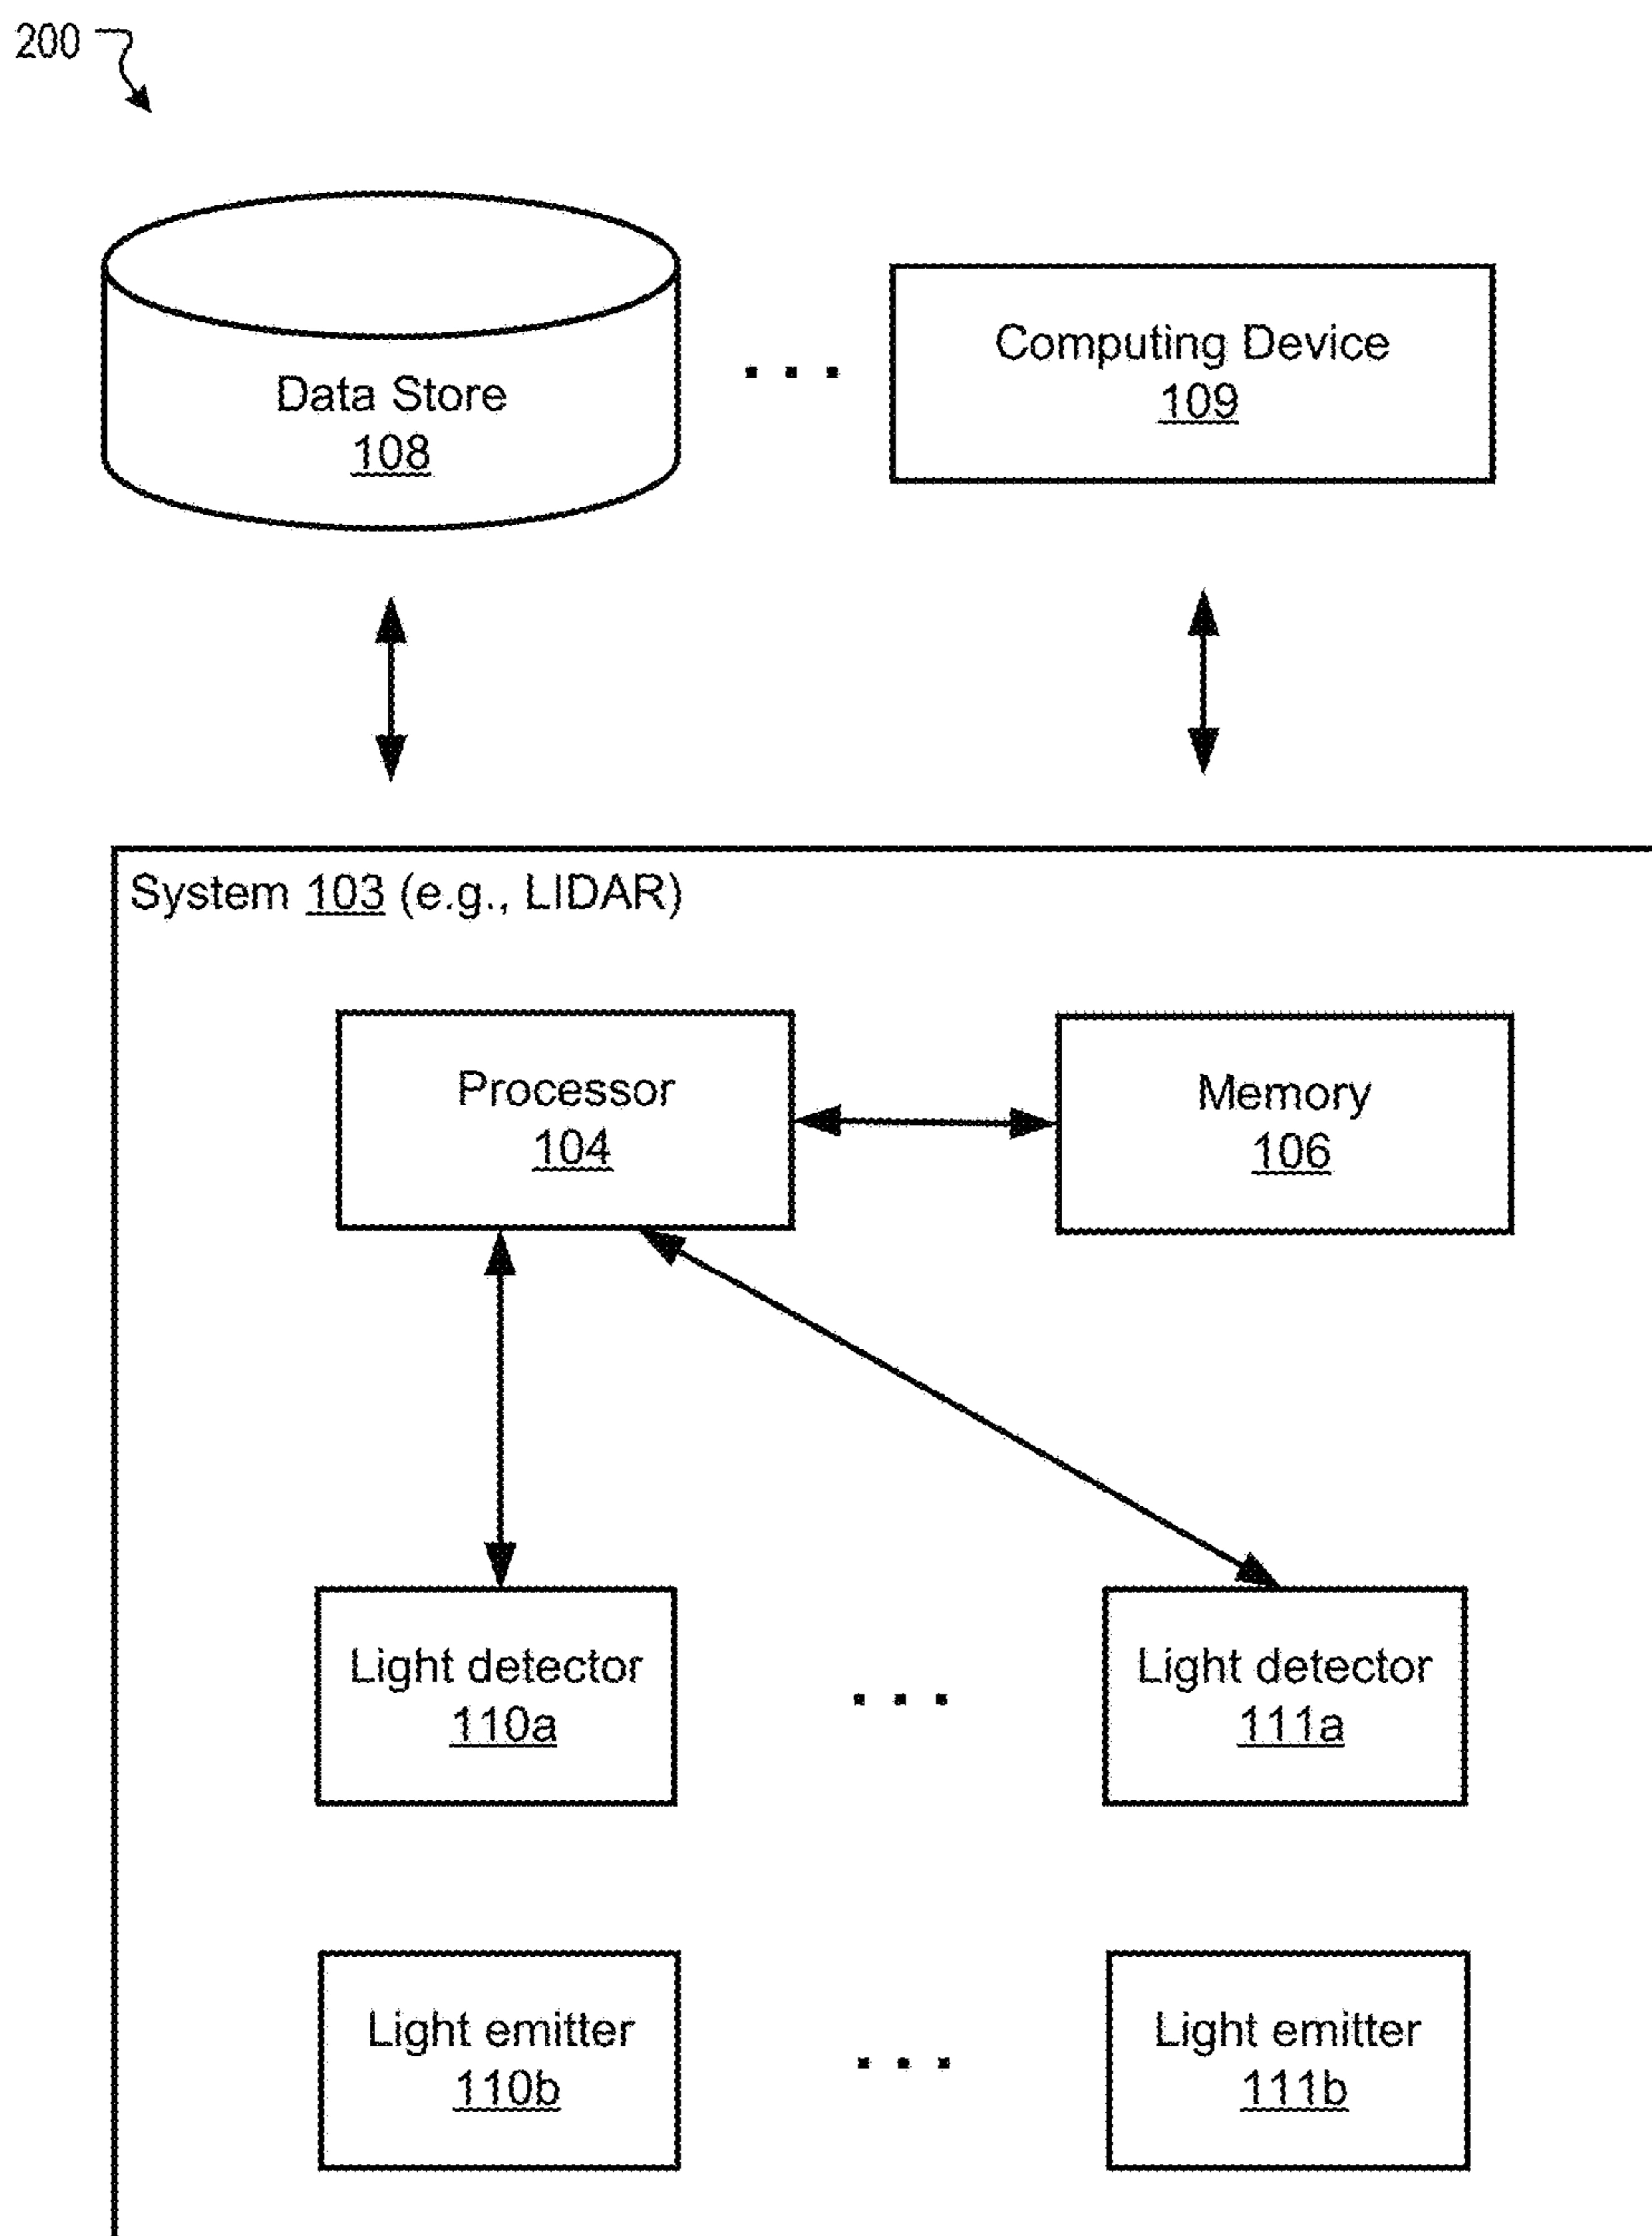 200
Data Store
108
Computing Device
109
System 103 (e.g., LIDAR)
Processor
104
Memory
106
Light detector
110a
Light detector
111a
Light emitter
110b
Light emitter
111b